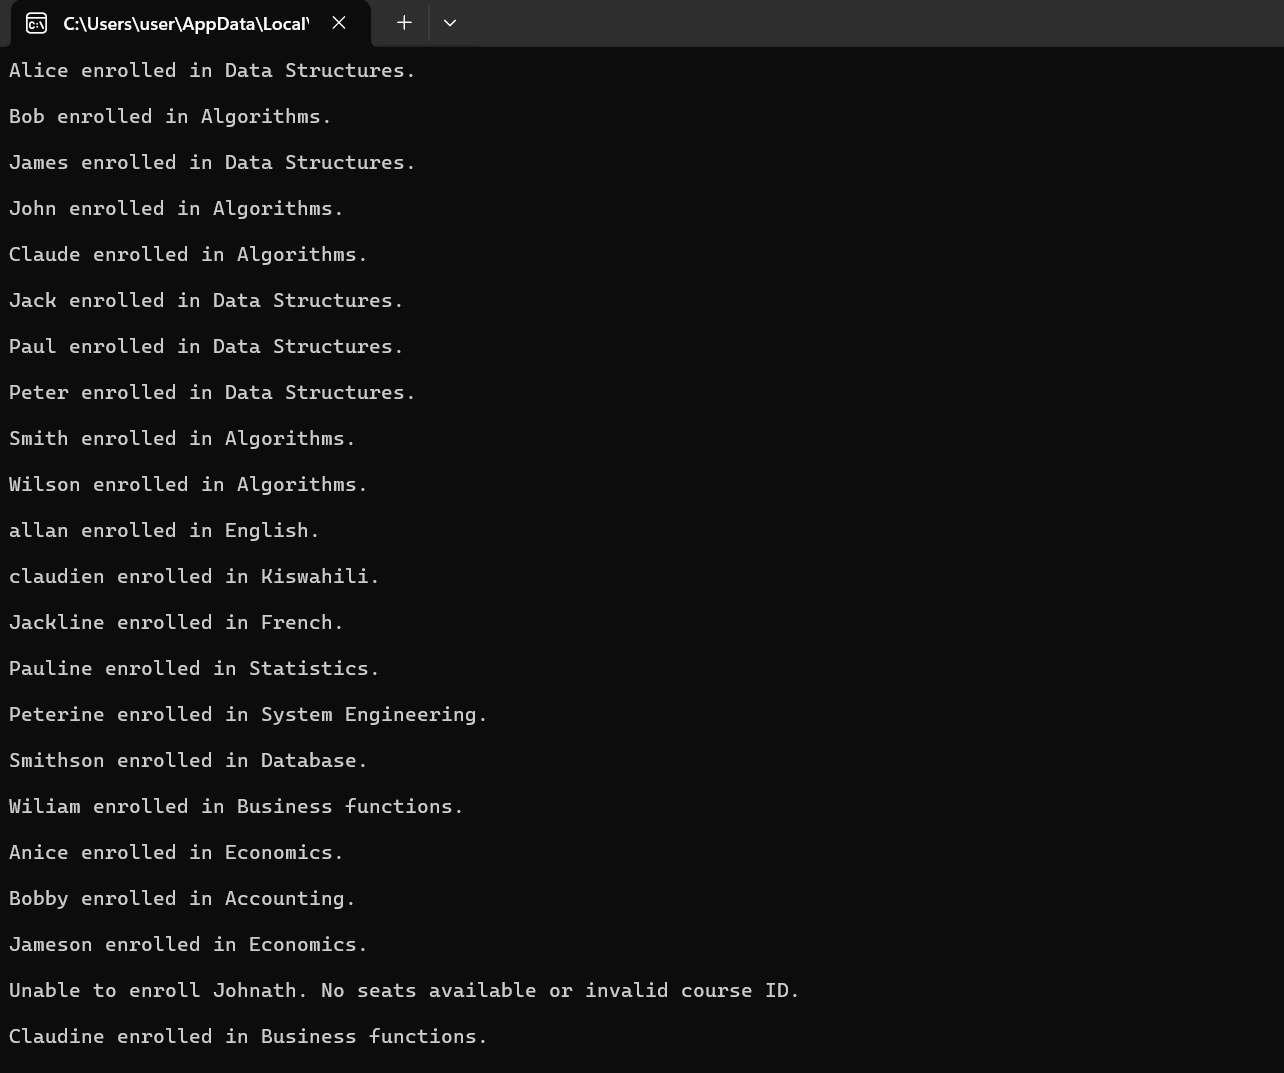 C:\Users\user\AppData\Local\
Alice enrolled in Data Structures.
Bob enrolled in Algorithms.
James enrolled in Data Structures.
John enrolled in Algorithms.
Claude enrolled in Algorithms.
Jack enrolled in Data Structures.
Paul enrolled in Data Structures.
Peter enrolled in Data Structures.
Smith enrolled in Algorithms.
Wilson enrolled in Algorithms.
allan enrolled in English.
claudien enrolled in Kiswahili.
Jackline enrolled in French.
Pauline enrolled in Statistics.
Peterine enrolled in System Engineering.
Smithson enrolled in Database.
Wiliam enrolled in Business functions.
Anice enrolled in Economics.
Bobby enrolled in Accounting.
Jameson enrolled in Economics.
Unable to enroll Johnath. No seats available or invalid course ID.
Claudine enrolled in Business functions.